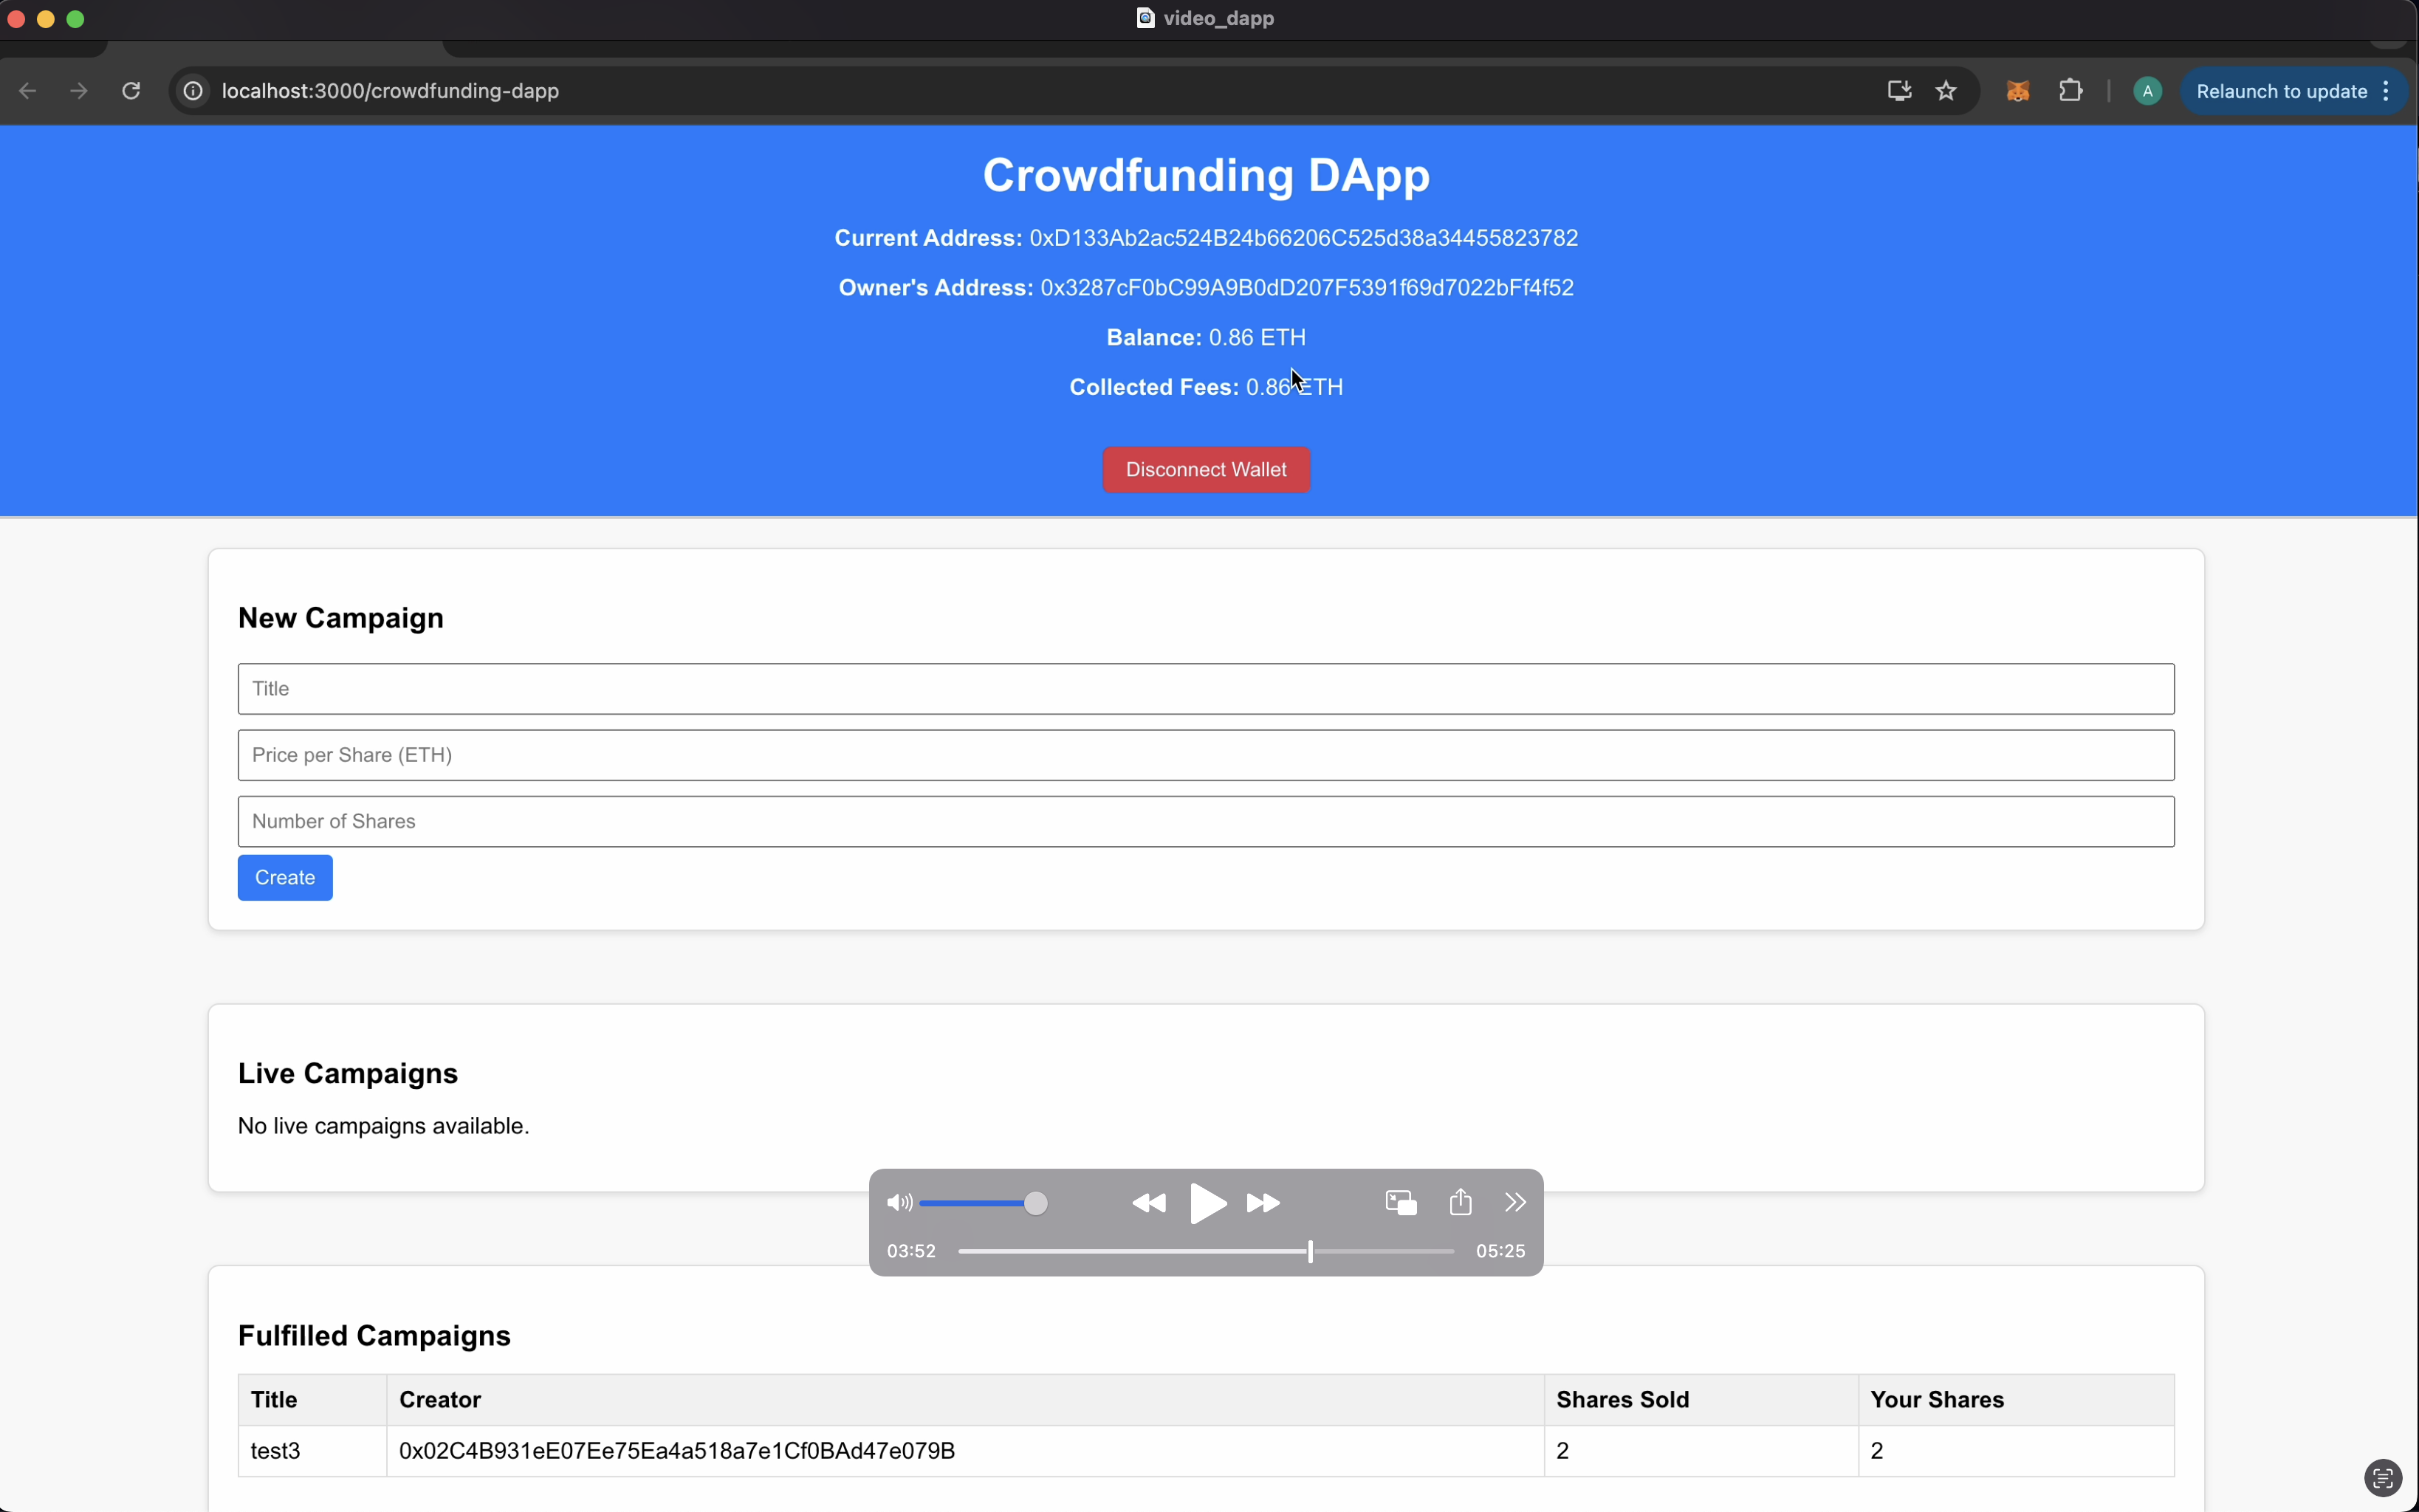 video_dapp
localhost:3000/crowdfunding-dapp
A
Relaunch to update
Crowdfunding DApp
Current Address: 0xD133Ab2ac524B24b66206C525d38a34455823782
Owner's Address: 0x3287cF0bC99A9B0dD207F5391f69d7022bFf4f52
Balance: 0.86 ETH
Collected Fees: 0.86 ETH
Disconnect Wallet
New Campaign
Title
Price per Share (ETH)
Number of Shares
Create
Live Campaigns
No live campaigns available.
03:52
05:25
Fulfilled Campaigns
Title Creator Shares Sold Your Shares
test3 0x02C4B931eE07Ee75Ea4a518a7e1Cf0BAd47e079B 2 2